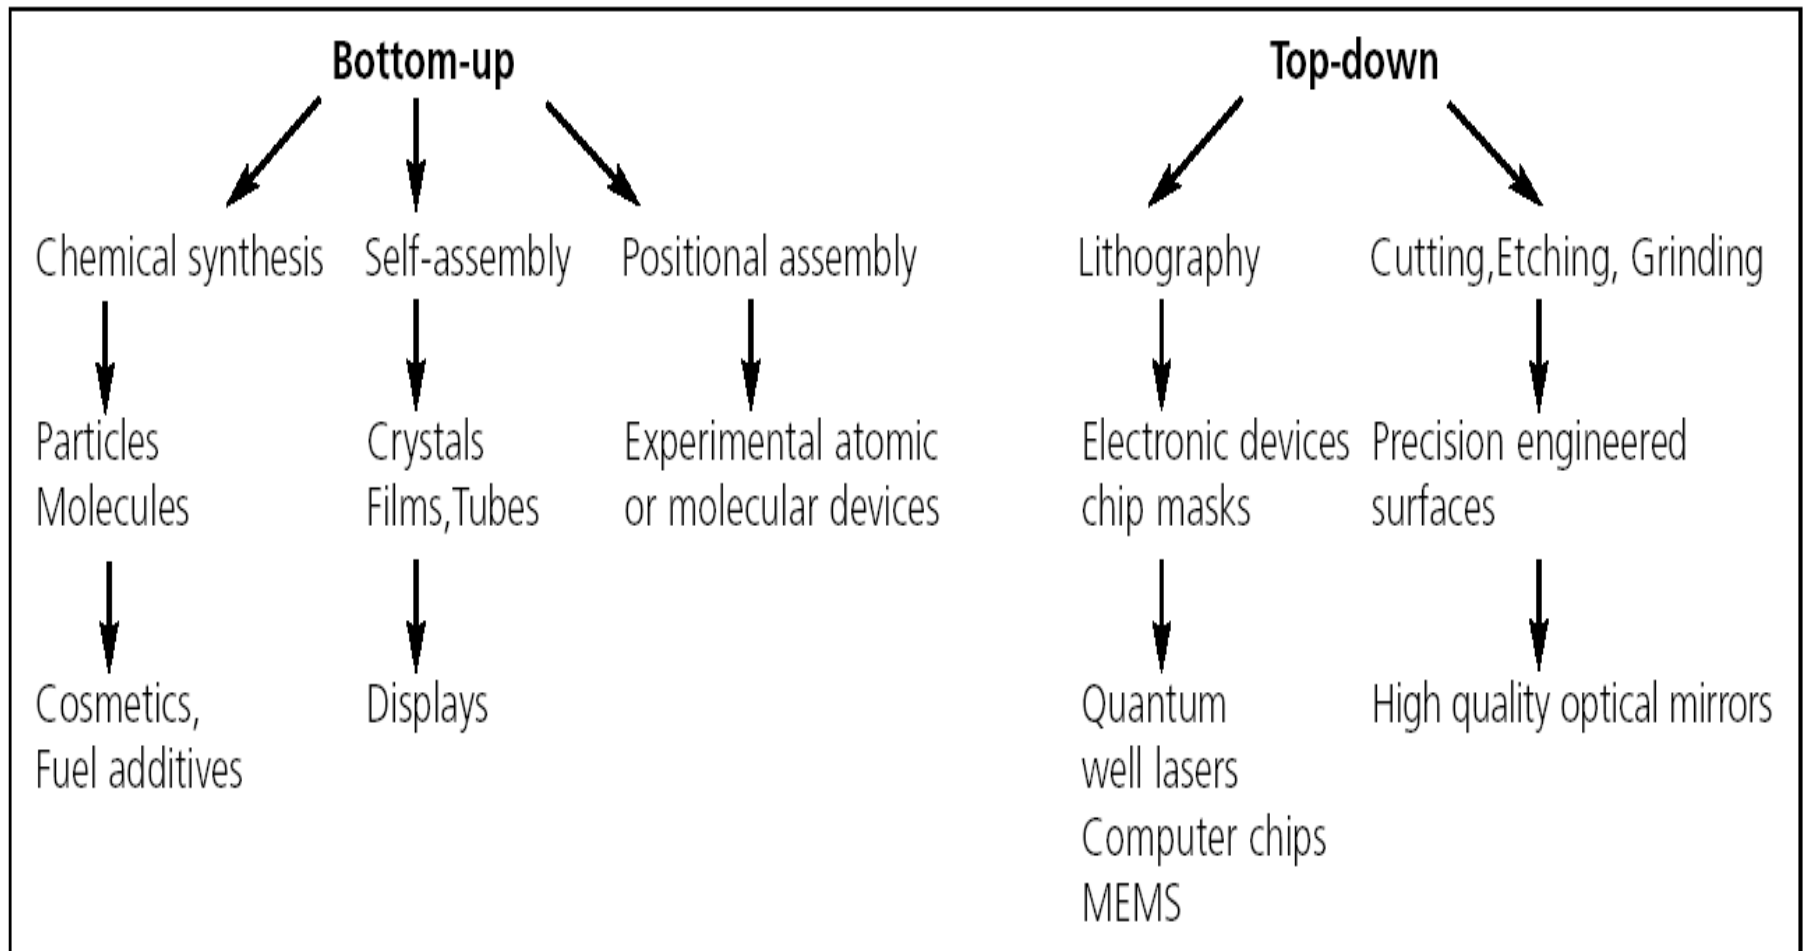 Bottom-up
Top-down
Chemical synthesis
Self-assembly
Positional assembly
Lithography
Cutting,Etching, Grinding
Particles
Molecules
Crystals
Films,Tubes
Experimental atomic
or molecular devices
Electronic devices
chip masks
Precision engineered
surfaces
Cosmetics,
Fuel additives
Displays
Quantum
well lasers
Computer chips
MEMS
High quality optical mirrors